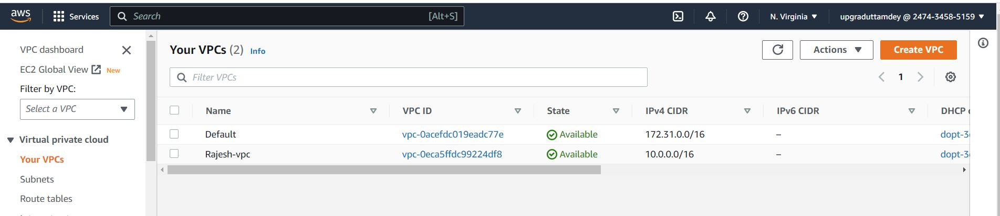 aws
Services
Search [Alt+S]
N. Virginia
upgraduttamdey @ 2474-3458-5159
VPC dashboard
EC2 Global View New
Filter by VPC:
Select a VPC
Virtual private cloud
Your VPCs
Subnets
Route tables
Your VPCs (2) Info
Actions
Create VPC
Filter VPCs
1
Name VPC ID State IPv4 CIDR IPv6 CIDR DHCP
Default vpc-0acefdc019eadc77e Available 172.31.0.0/16 – dopt-3
Rajesh-vpc vpc-0eca5ffdc99224df8 Available 10.0.0.0/16 – dopt-3